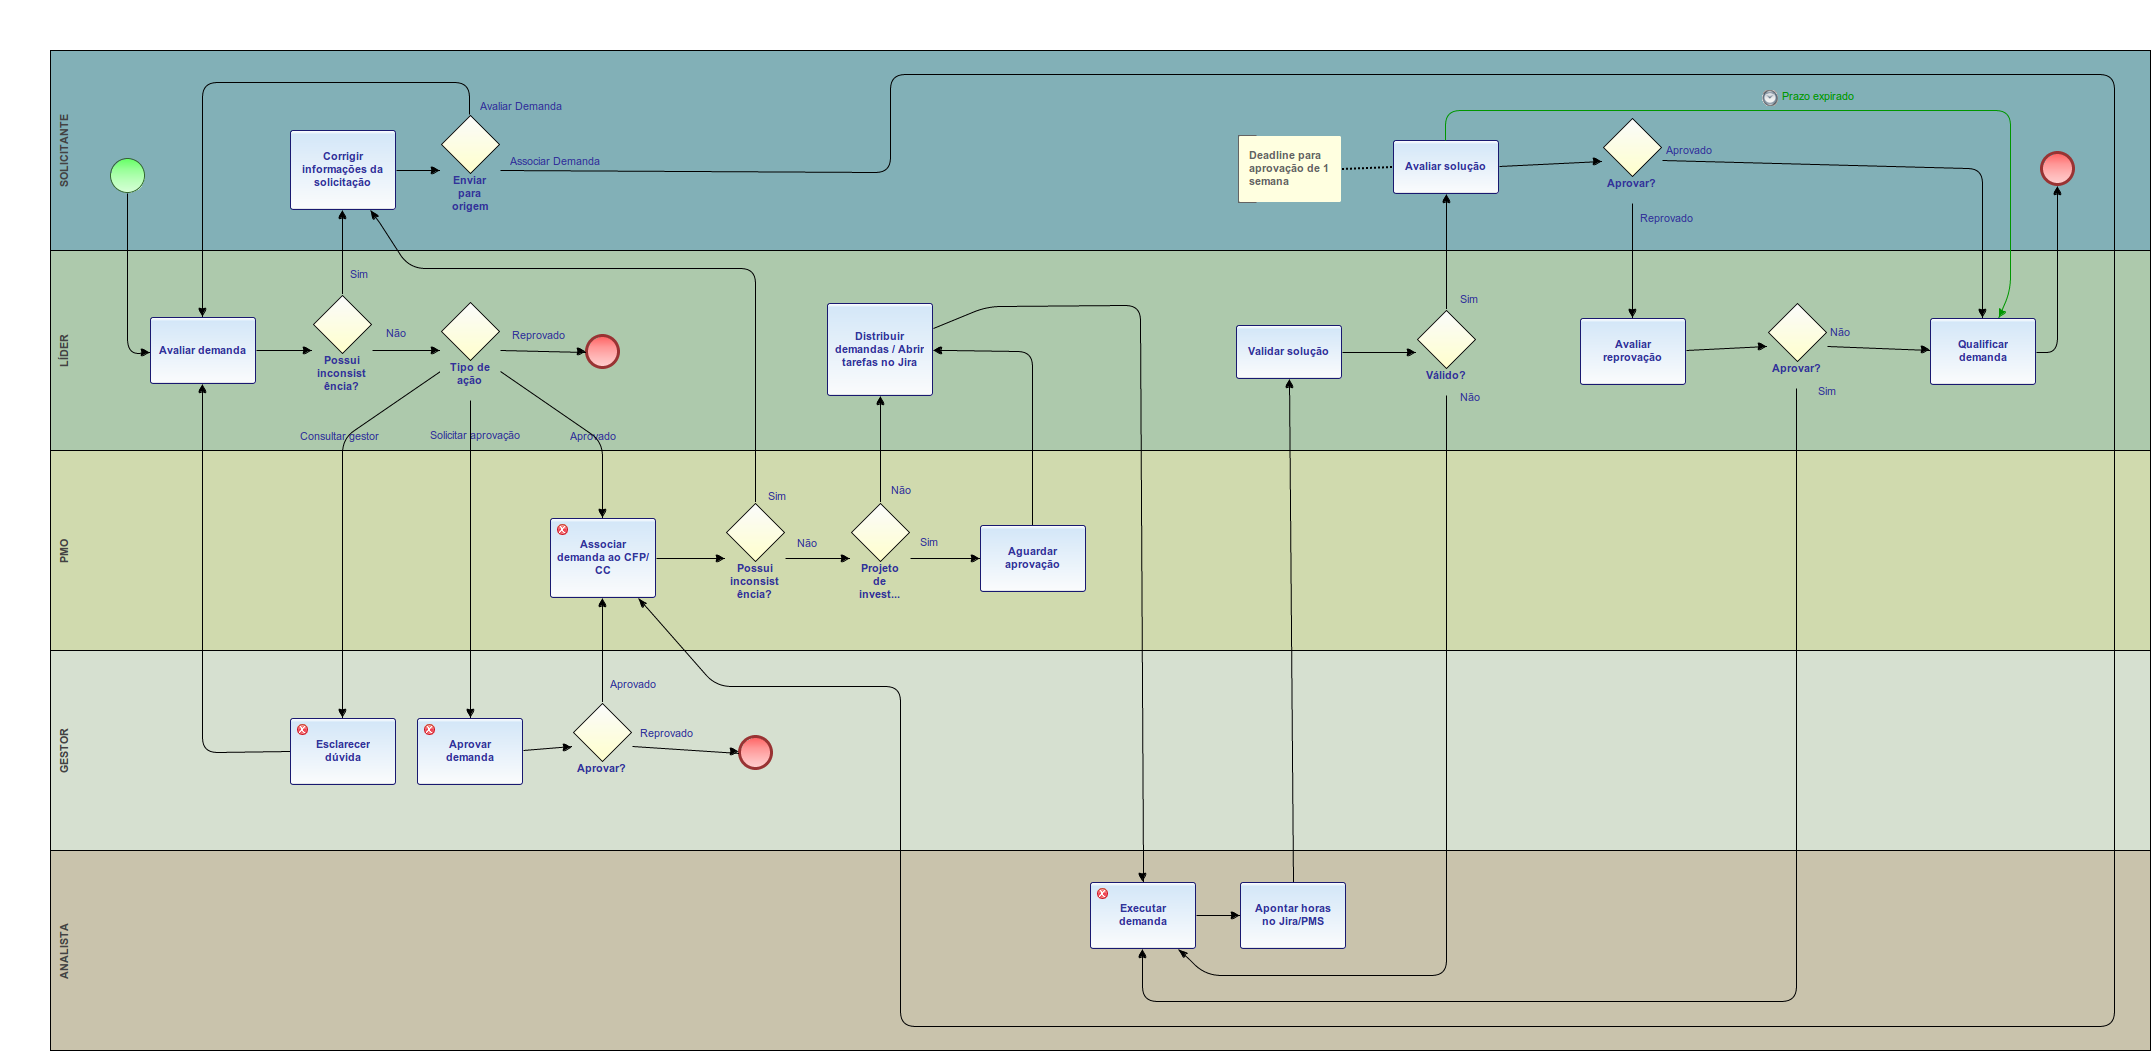 SOLICITANTE
Avaliar Demanda
Corrigir
informações da
solicitação
Associar Demanda
Enviar
para
origem
Deadline para
aprovação de 1
semana
Avaliar solução
Prazo expirado
Aprovado
Aprovar?
Reprovado
LÍDER
Avaliar demanda
Sim
Possui
inconsist
ência?
Não
Tipo de
ação
Reprovado
Consultar gestor
Solicitar aprovação
Aprovado
Distribuir
demandas / Abrir
tarefas no Jira
Validar solução
Sim
Válido?
Não
Avaliar
reprovação
Aprovar?
Não
Sim
Qualificar
demanda
PMO
Associar
demanda ao CFP/
CC
Sim
Possui
inconsist
ência?
Não
Não
Projeto
de
invest...
Sim
Aguardar
aprovação
GESTOR
Esclarecer
dúvida
Aprovar
demanda
Aprovado
Aprovar?
Reprovado
ANALISTA
Executar
demanda
Apontar horas
no Jira/PMS